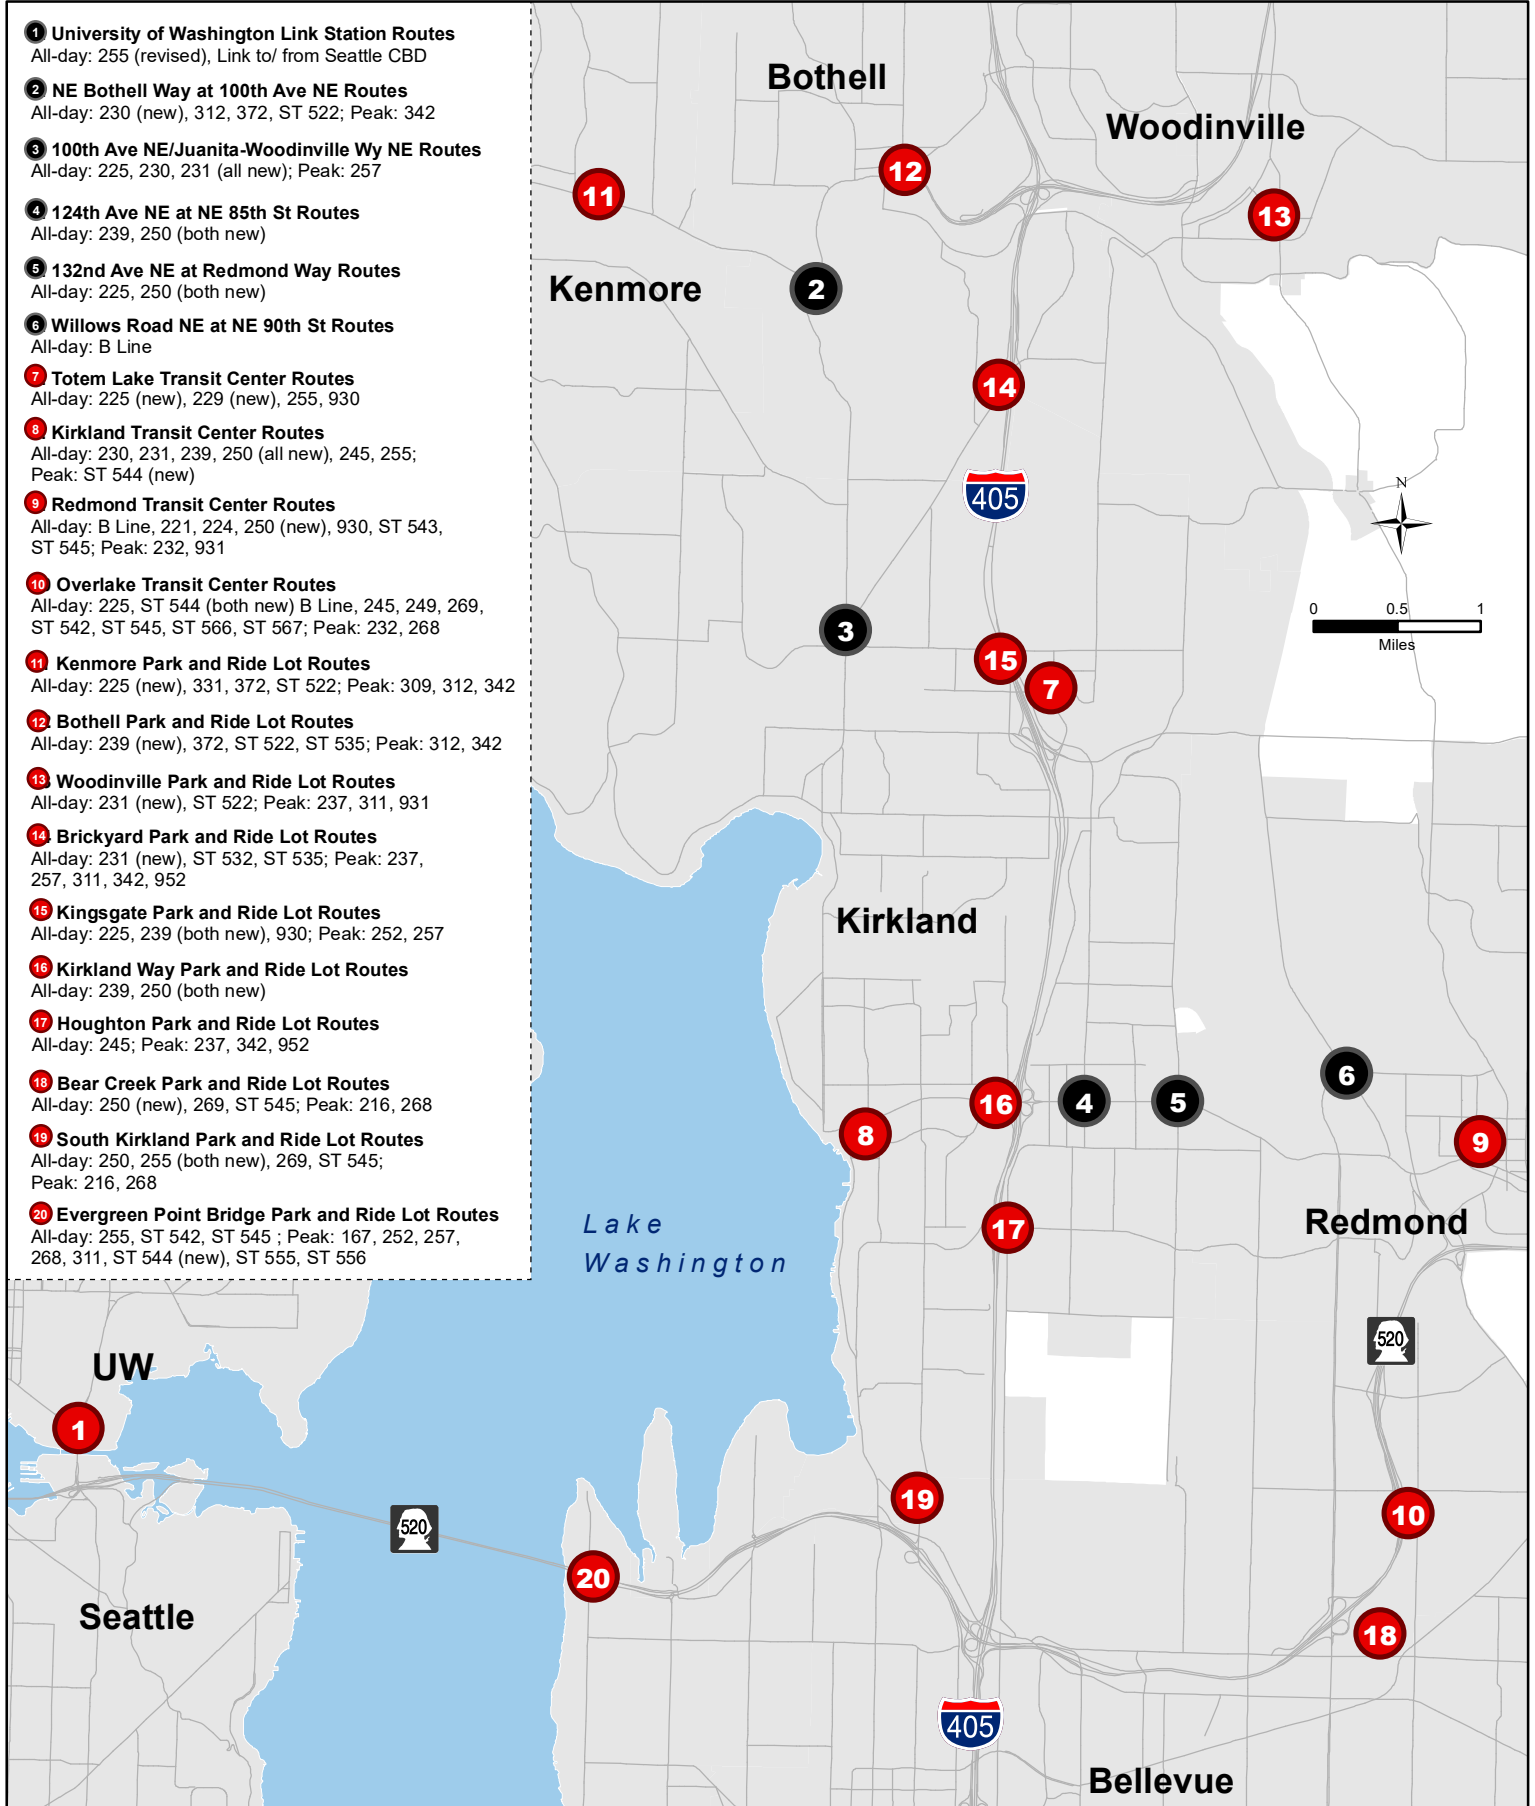 1 University of Washington Link Station Routes
All-day: 255 (revised), Link to/ from Seattle CBD
2 NE Bothell Way at 100th Ave NE Routes
All-day: 230 (new), 312, 372, ST 522; Peak: 342
3 100th Ave NE/Juanita-Woodinville Wy NE Routes
All-day: 225, 230, 231 (all new); Peak: 257
4 124th Ave NE at NE 85th St Routes
All-day: 239, 250 (both new)
5 132nd Ave NE at Redmond Way Routes
All-day: 225, 250 (both new)
6 Willows Road NE at NE 90th St Routes
All-day: B Line
7 Totem Lake Transit Center Routes
All-day: 225 (new), 229 (new), 255, 930
8 Kirkland Transit Center Routes
All-day: 230, 231, 239, 250 (all new), 245, 255;
Peak: ST 544 (new)
9 Redmond Transit Center Routes
All-day: B Line, 221, 224, 250 (new), 930, ST 543,
ST 545; Peak: 232, 931
10 Overlake Transit Center Routes
All-day: 225, ST 544 (both new) B Line, 245, 249, 269,
ST 542, ST 545, ST 566, ST 567; Peak: 232, 268
11 Kenmore Park and Ride Lot Routes
All-day: 225 (new), 331, 372, ST 522; Peak: 309, 312, 342
12 Bothell Park and Ride Lot Routes
All-day: 239 (new), 372, ST 522, ST 535; Peak: 312, 342
13 Woodinville Park and Ride Lot Routes
All-day: 231 (new), ST 522; Peak: 237, 311, 931
14 Brickyard Park and Ride Lot Routes
All-day: 231 (new), ST 532, ST 535; Peak: 237,
257, 311, 342, 952
15 Kingsgate Park and Ride Lot Routes
All-day: 225, 239 (both new), 930; Peak: 252, 257
16 Kirkland Way Park and Ride Lot Routes
All-day: 239, 250 (both new)
17 Houghton Park and Ride Lot Routes
All-day: 245; Peak: 237, 342, 952
18 Bear Creek Park and Ride Lot Routes
All-day: 250 (new), 269, ST 545; Peak: 216, 268
19 South Kirkland Park and Ride Lot Routes
All-day: 250, 255 (both new), 269, ST 545;
Peak: 216, 268
20 Evergreen Point Bridge Park and Ride Lot Routes
All-day: 255, ST 542, ST 545 ; Peak: 167, 252, 257,
268, 311, ST 544 (new), ST 555, ST 556
Bothell
Woodinville
12
11
13
Kenmore
2
14
405
N
0 0.5 1
Miles
3
15
7
Kirkland
6
16
4
5
8
9
Lake
Washington
17
Redmond
520
UW
1
19
10
520
20
Seattle
18
405
Bellevue